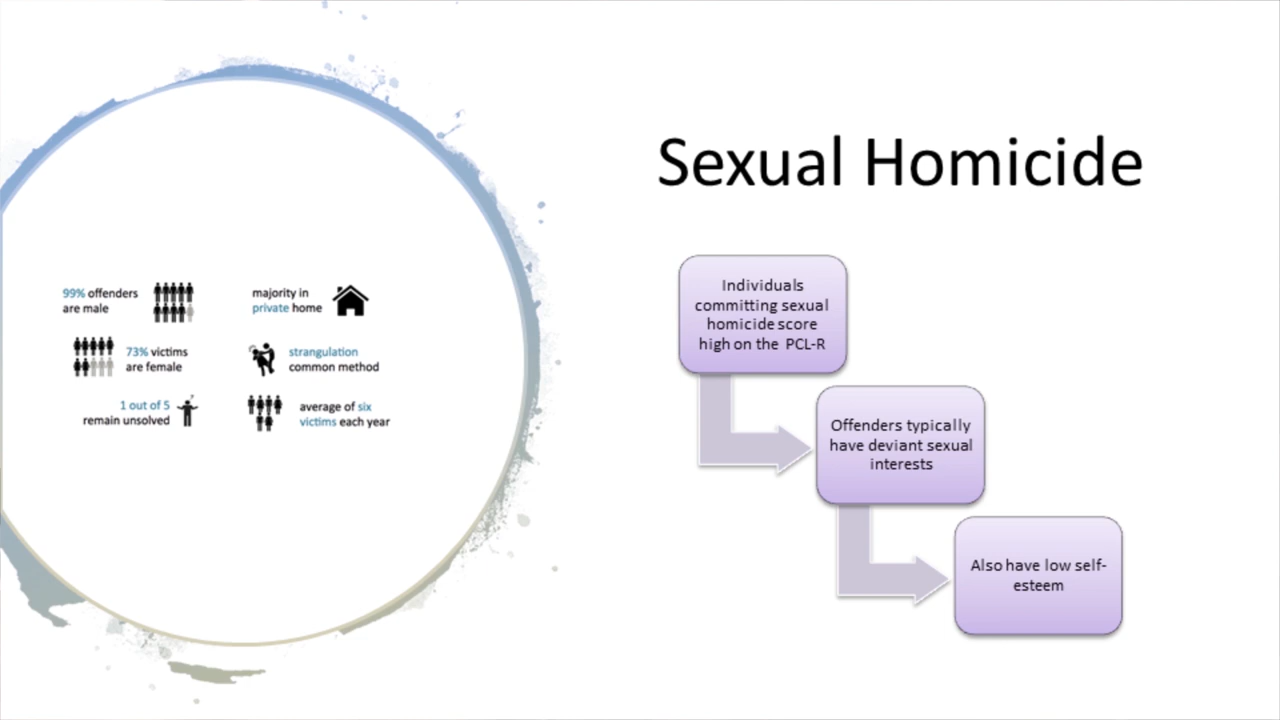 Sexual Homicide
99% offenders
are male
majority in
private home
73% victims
are female
strangulation
common method
1 out of 5
remain unsolved
average of six
victims each year
Individuals
committing sexual
homicide score
high on the PCL-R
Offenders typically
have deviant sexual
interests
Also have low self-
esteem